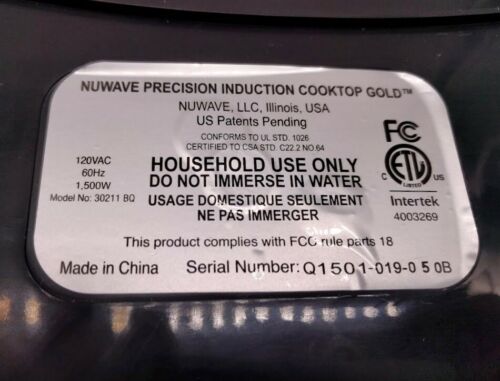 NUWAVE PRECISION INDUCTION COOKTOP GOLD™
NUWAVE, LLC, Illinois, USA
US Patents Pending
CONFORMS TO UL STD. 1026
CERTIFIED TO CSA STD. C22.2 NO.64
120VAC
60Hz
1,500W
Model No: 30211 BQ
HOUSEHOLD USE ONLY
DO NOT IMMERSE IN WATER
USAGE DOMESTIQUE SEULEMENT
NE PAS IMMERGER
FC
C ETL US
LISTED
Intertek
4003269
This product complies with FCC rule parts 18
Made in China Serial Number: Q1501-019-0 5 0B